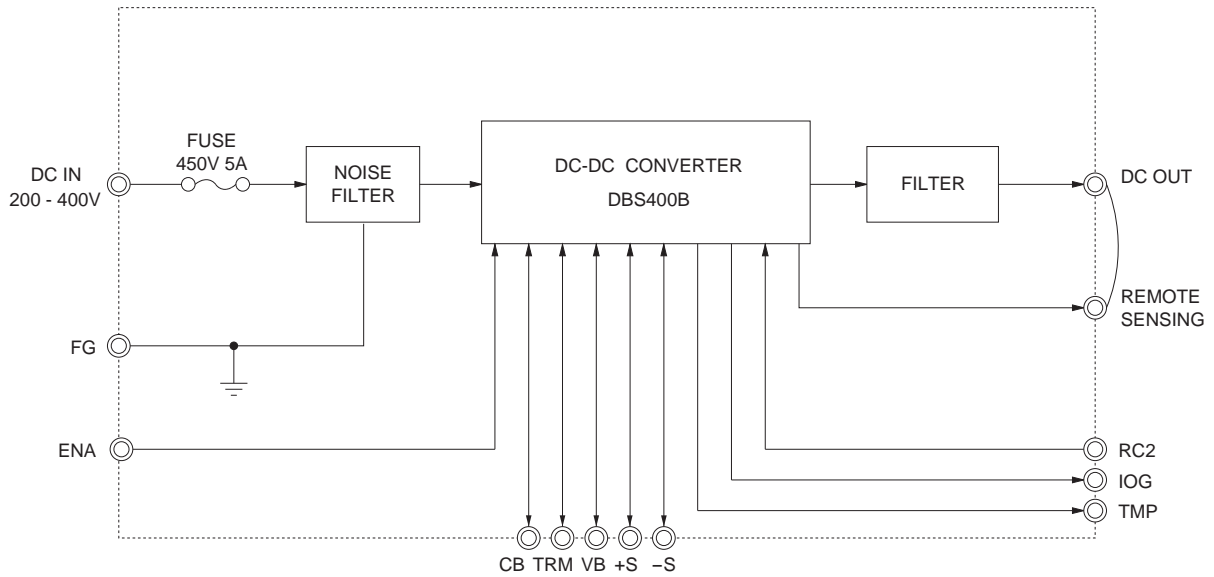 FUSE
450V 5A
DC IN
200 - 400V
NOISE
FILTER
DC-DC CONVERTER
DBS400B
FILTER
DC OUT
REMOTE
SENSING
FG
ENA
RC2
IOG
TMP
CB TRM VB +S −S